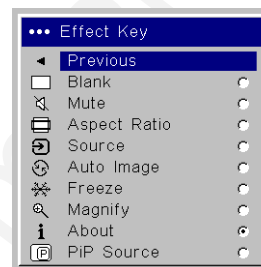 Effect Key
Previous
Blank
Mute
Aspect Ratio
Source
Auto Image
Freeze
Magnify
i About
P PiP Source